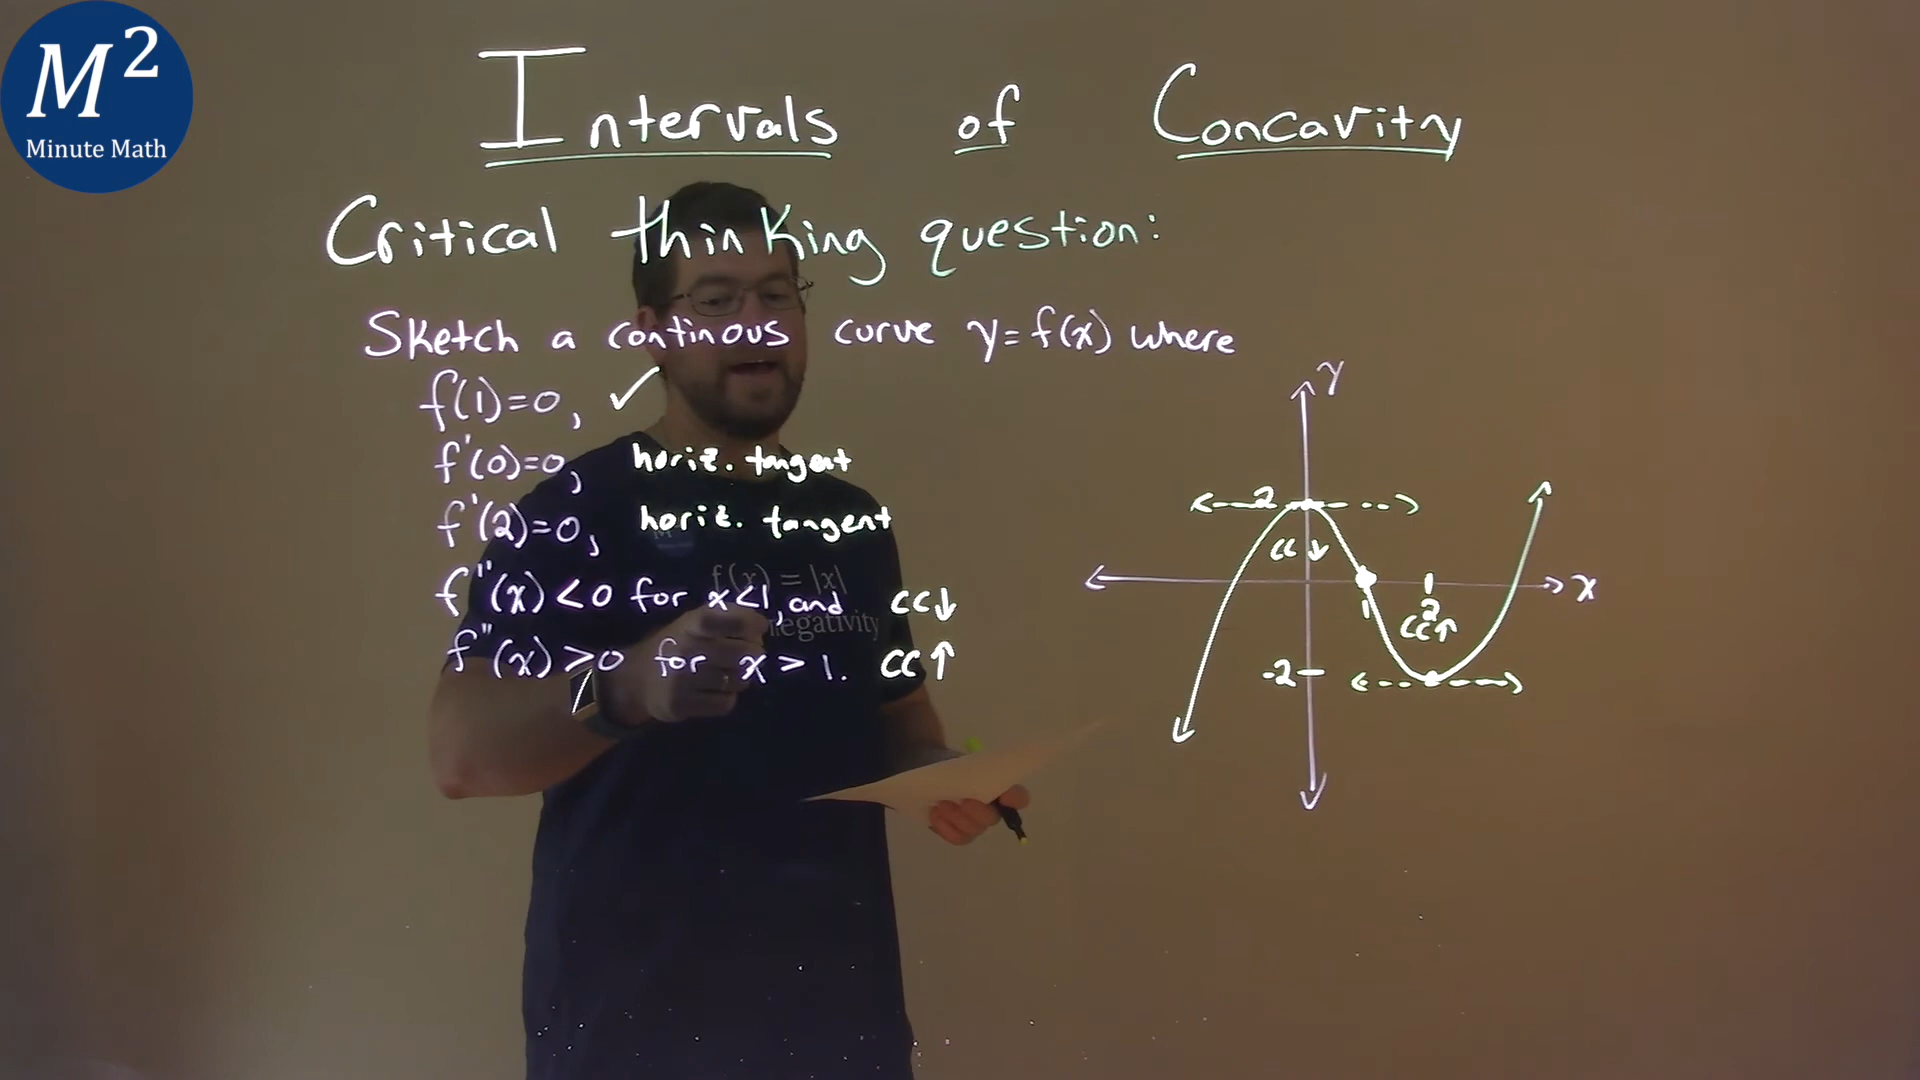 M²
Minute Math
Intervals of Concavity
Critical thinking question:
Sketch a continous curve y=f(x) where
f(1)=0, ✓
f'(0)=0, horiz. tangent
f'(2)=0, horiz. tangent
f(x) = |x|
f''(x)<0 for x<1, and CC↓
negativity
f''(x)>0 for x>1. CC↑
y
2
CC↓
x
1
2
CC↑
-2